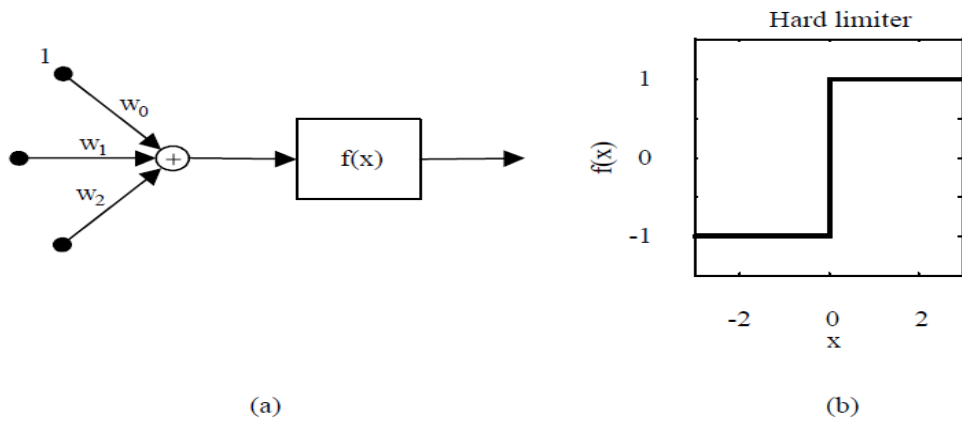 Hard limiter
1
w0
w1
+
w2
f(x)
f(x)
1
0
-1
-2 0 2
x
(a) (b)